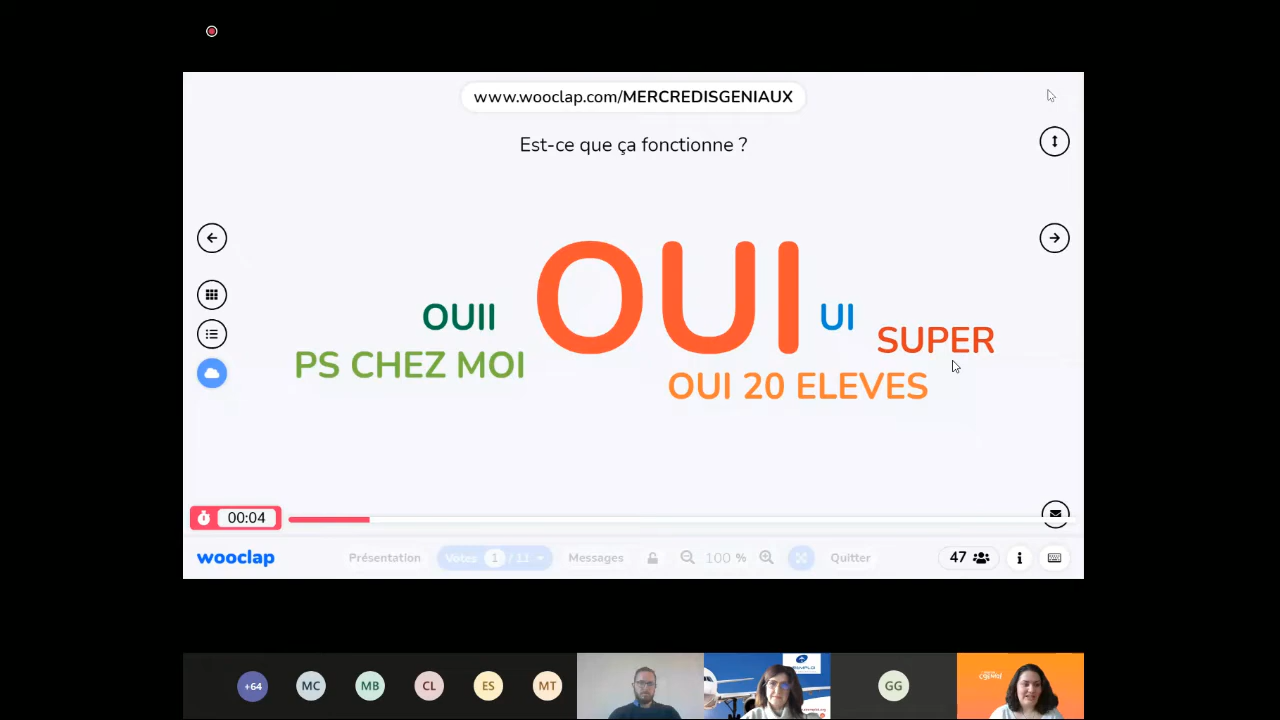 www.wooclap.com/MERCREDISGENIAUX
Est-ce que ça fonctionne ?
OUI
OUII
UI
SUPER
PS CHEZ MOI
OUI 20 ELEVES
00:04
wooclap
Présentation
Votes 1 / 11
Messages
100 %
Quitter
47
+64
MC
MB
CL
ES
MT
GG